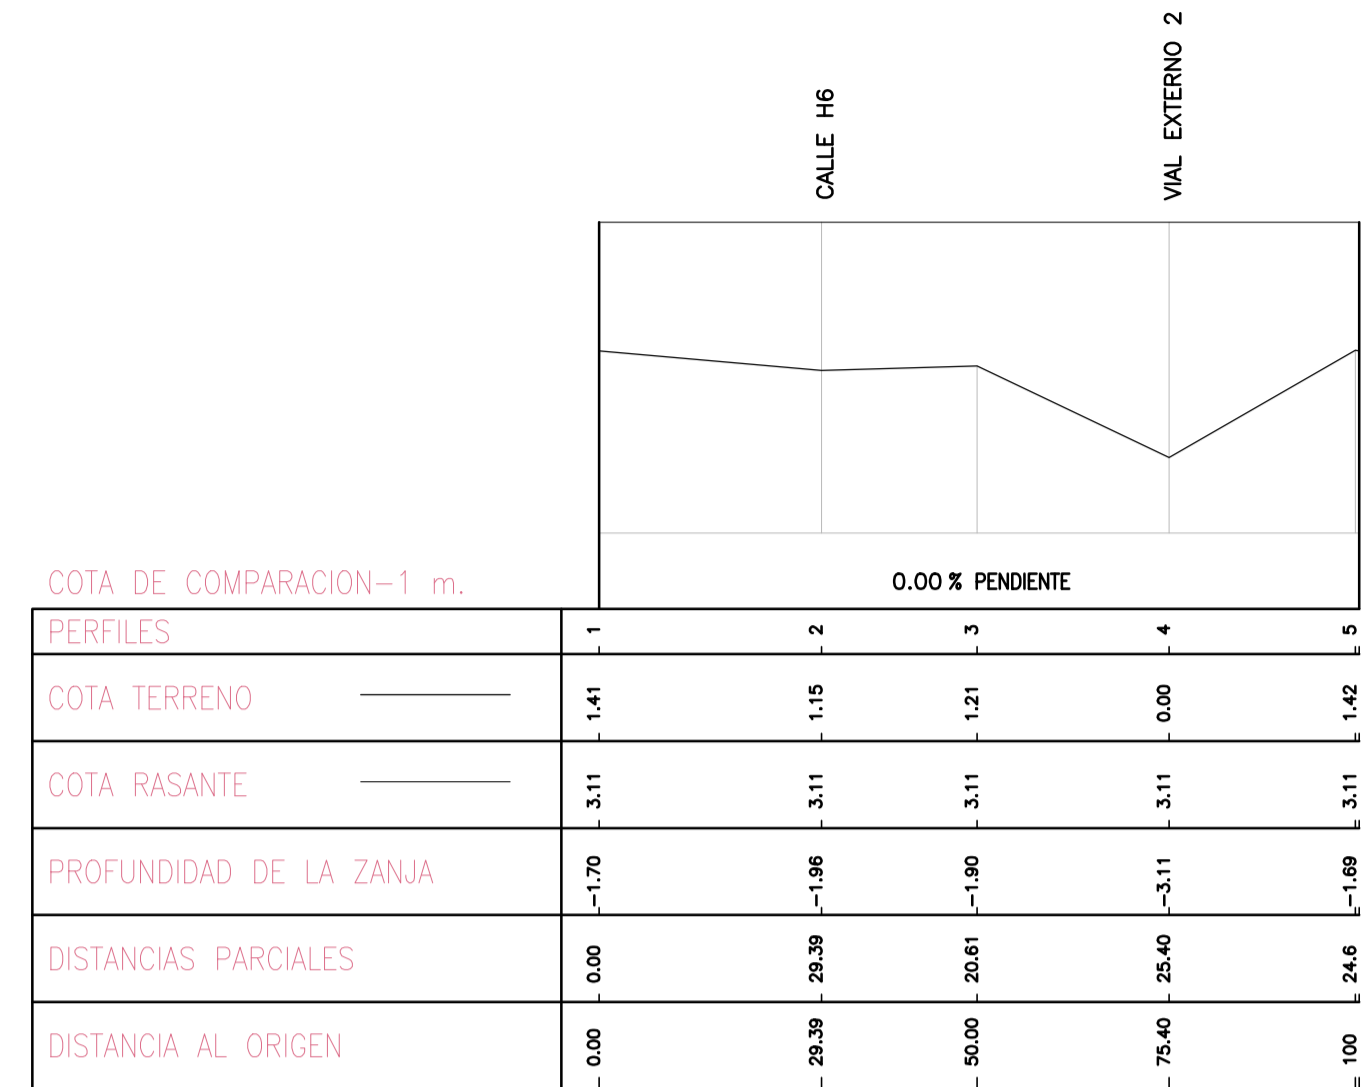 CALLE H6
VIAL EXTERNO 2
0.00 % PENDIENTE
COTA DE COMPARACION-1 m.
PERFILES 1 2 3 4 5
COTA TERRENO 1.41 1.15 1.21 0.00 1.42
COTA RASANTE 3.11 3.11 3.11 3.11 3.11
PROFUNDIDAD DE LA ZANJA -1.70 -1.96 -1.90 -3.11 -1.69
DISTANCIAS PARCIALES 0.00 29.39 20.61 25.40 24.6
DISTANCIA AL ORIGEN 0.00 29.39 50.00 75.40 100